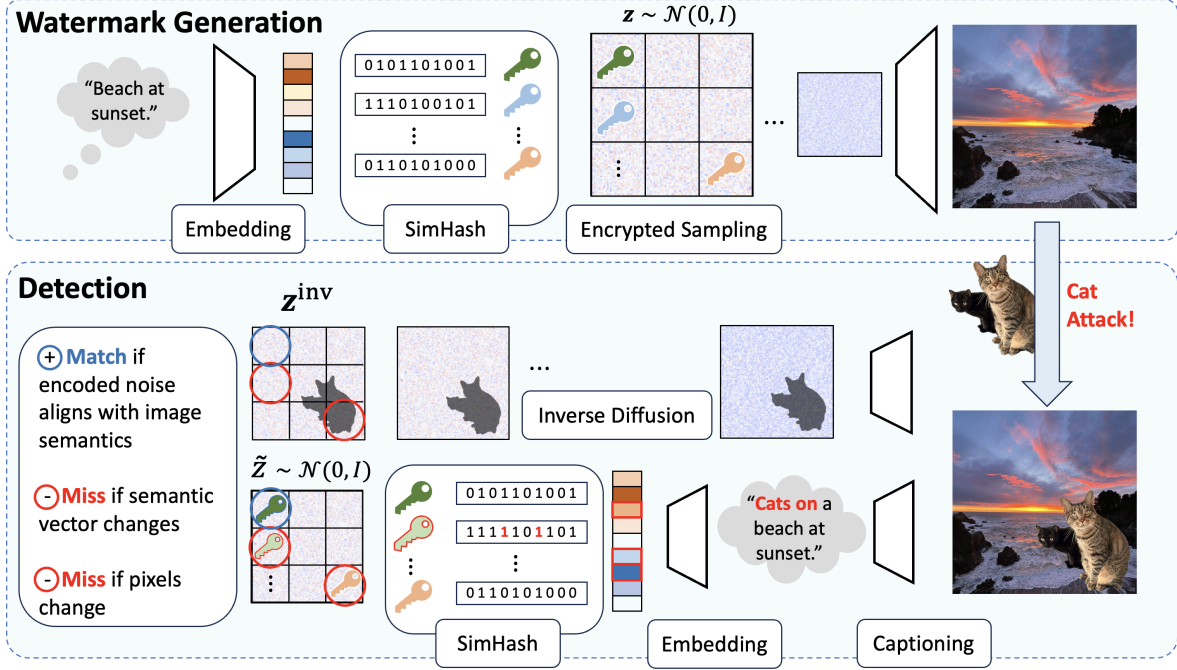 Watermark Generation
“Beach at
sunset.”
Embedding
0101101001
1110100101
⋮
⋮
0110101000
SimHash
z ~ 𝒩(0, I)
⋮
Encrypted Sampling
...
Cat
Attack!
Detection
+ Match if
encoded noise
aligns with image
semantics
- Miss if semantic
vector changes
- Miss if pixels
change
z^inv
...
Inverse Diffusion
Z̃ ~ 𝒩(0, I)
⋮
0101101001
1111101101
⋮
⋮
0110101000
SimHash
Embedding
“Cats on a
beach at
sunset.”
Captioning